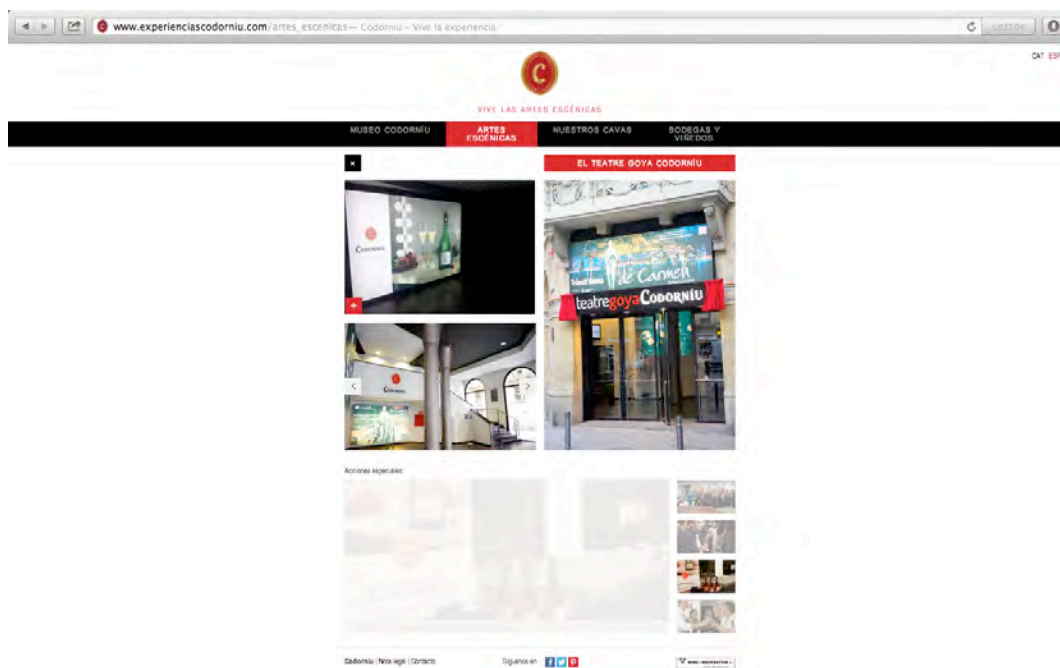 www.experienciascodorniu.com/artes_escenicas — Codorniu – Vive la experiencia
Lector
CAT ESP
C
VIVE LAS ARTES ESCÉNICAS
MUSEO CODORNÍU
ARTES
ESCÉNICAS
NUESTROS CAVAS
BODEGAS Y
VIÑEDOS
EL TEATRE GOYA CODORNÍU
CODORNÍU
de Carmen
teatregoyaCODORNÍU
CODORNÍU
Acciones especiales:
Codorníu | Nota legal | Contacto
Síguenos en